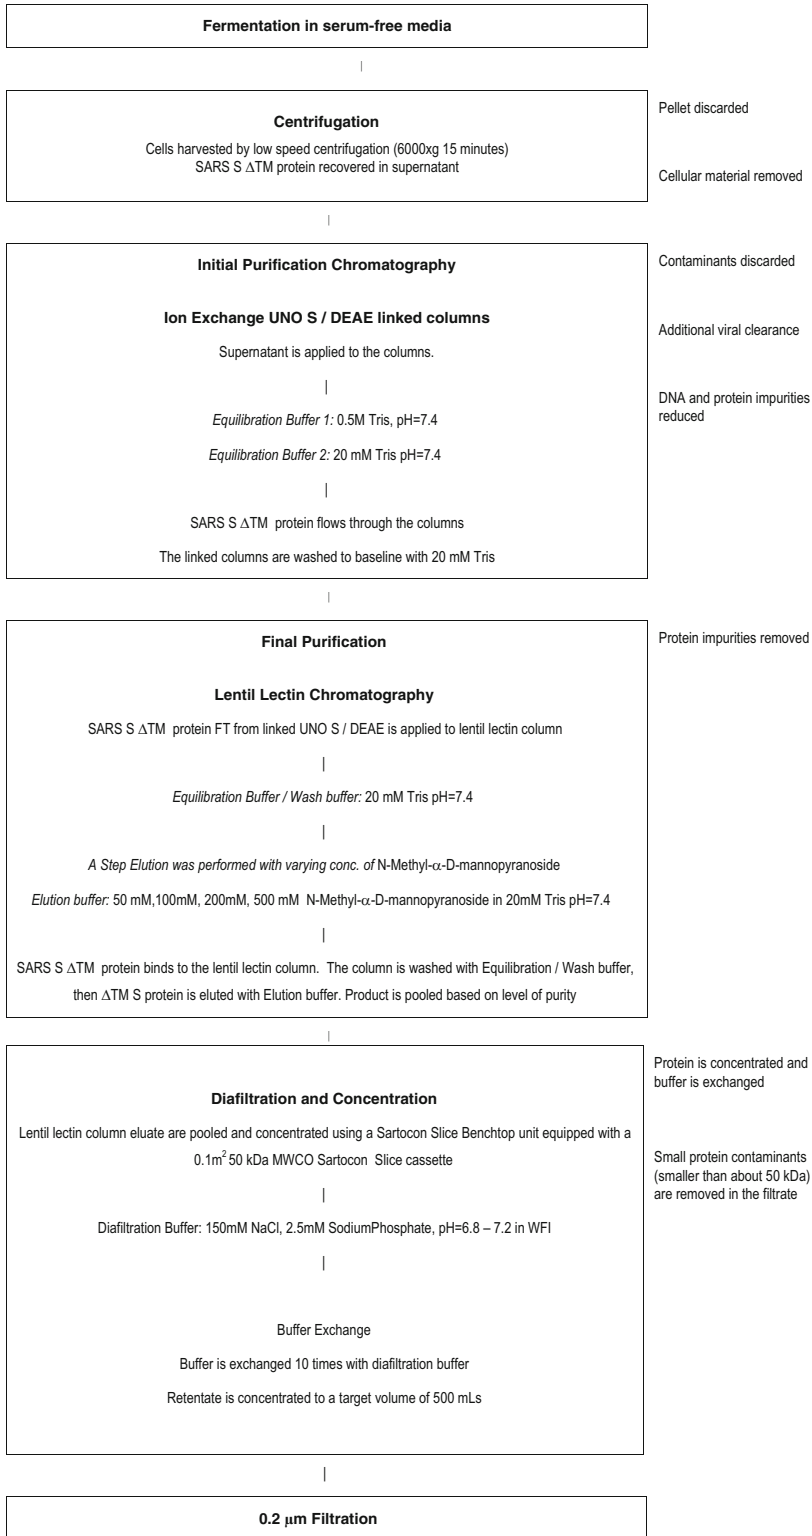 Fermentation in serum-free media
Centrifugation
Cells harvested by low speed centrifugation (6000xg 15 minutes)
SARS S ΔTM protein recovered in supernatant
Pellet discarded
Cellular material removed
Initial Purification Chromatography
Ion Exchange UNO S / DEAE linked columns
Supernatant is applied to the columns.
Equilibration Buffer 1: 0.5M Tris, pH=7.4
Equilibration Buffer 2: 20 mM Tris pH=7.4
SARS S ΔTM protein flows through the columns
The linked columns are washed to baseline with 20 mM Tris
Contaminants discarded
Additional viral clearance
DNA and protein impurities
reduced
Final Purification
Lentil Lectin Chromatography
SARS S ΔTM protein FT from linked UNO S / DEAE is applied to lentil lectin column
Equilibration Buffer / Wash buffer: 20 mM Tris pH=7.4
A Step Elution was performed with varying conc. of N-Methyl-α-D-mannopyranoside
Elution buffer: 50 mM,100mM, 200mM, 500 mM N-Methyl-α-D-mannopyranoside in 20mM Tris pH=7.4
SARS S ΔTM protein binds to the lentil lectin column. The column is washed with Equilibration / Wash buffer,
then ΔTM S protein is eluted with Elution buffer. Product is pooled based on level of purity
Protein impurities removed
Diafiltration and Concentration
Lentil lectin column eluate are pooled and concentrated using a Sartocon Slice Benchtop unit equipped with a
0.1m² 50 kDa MWCO Sartocon Slice cassette
Diafiltration Buffer: 150mM NaCl, 2.5mM SodiumPhosphate, pH=6.8 – 7.2 in WFI
Buffer Exchange
Buffer is exchanged 10 times with diafiltration buffer
Retentate is concentrated to a target volume of 500 mLs
Protein is concentrated and
buffer is exchanged
Small protein contaminants
(smaller than about 50 kDa)
are removed in the filtrate
0.2 μm Filtration